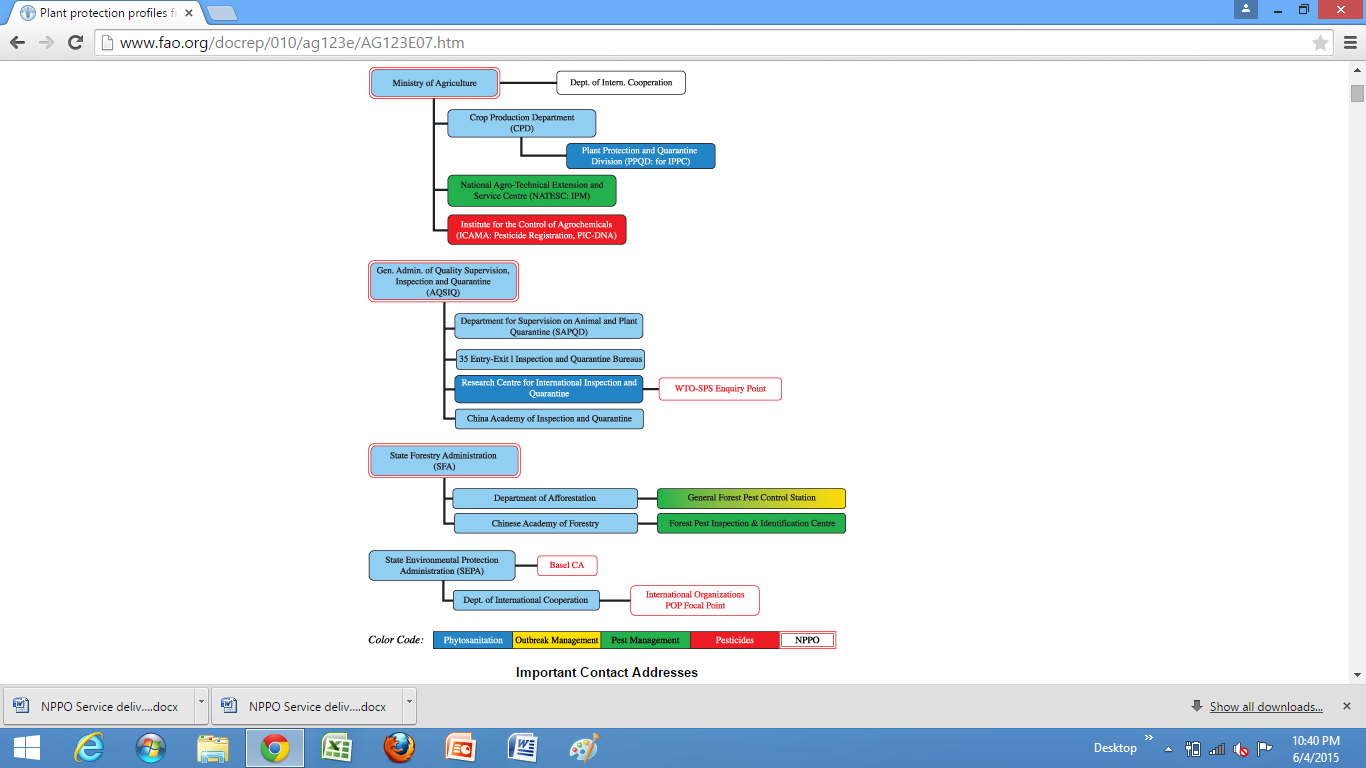 Plant protection profiles f
www.fao.org/docrep/010/ag123e/AG123E07.htm
Ministry of Agriculture
Dept. of Intern. Cooperation
Crop Production Department
(CPD)
Plant Protection and Quarantine
Division (PPQD: for IPPC)
National Agro-Technical Extension and
Service Centre (NATESC: IPM)
Institute for the Control of Agrochemicals
(ICAMA: Pesticide Registration, PIC-DNA)
Gen. Admin. of Quality Supervision,
Inspection and Quarantine
(AQSIQ)
Department for Supervision on Animal and Plant
Quarantine (SAPQD)
35 Entry-Exit l Inspection and Quarantine Bureaus
Research Centre for International Inspection and
Quarantine
WTO-SPS Enquiry Point
China Academy of Inspection and Quarantine
State Forestry Administration
(SFA)
Department of Afforestation
General Forest Pest Control Station
Chinese Academy of Forestry
Forest Pest Inspection & Identification Centre
State Environmental Protection
Administration (SEPA)
Basel CA
Dept. of International Cooperation
International Organizations
POP Focal Point
Color Code: Phytosanitation Outbreak Management Pest Management Pesticides NPPO
Important Contact Addresses
NPPO Service deliv....docx
NPPO Service deliv....docx
Show all downloads...
Desktop
10:40 PM
6/4/2015